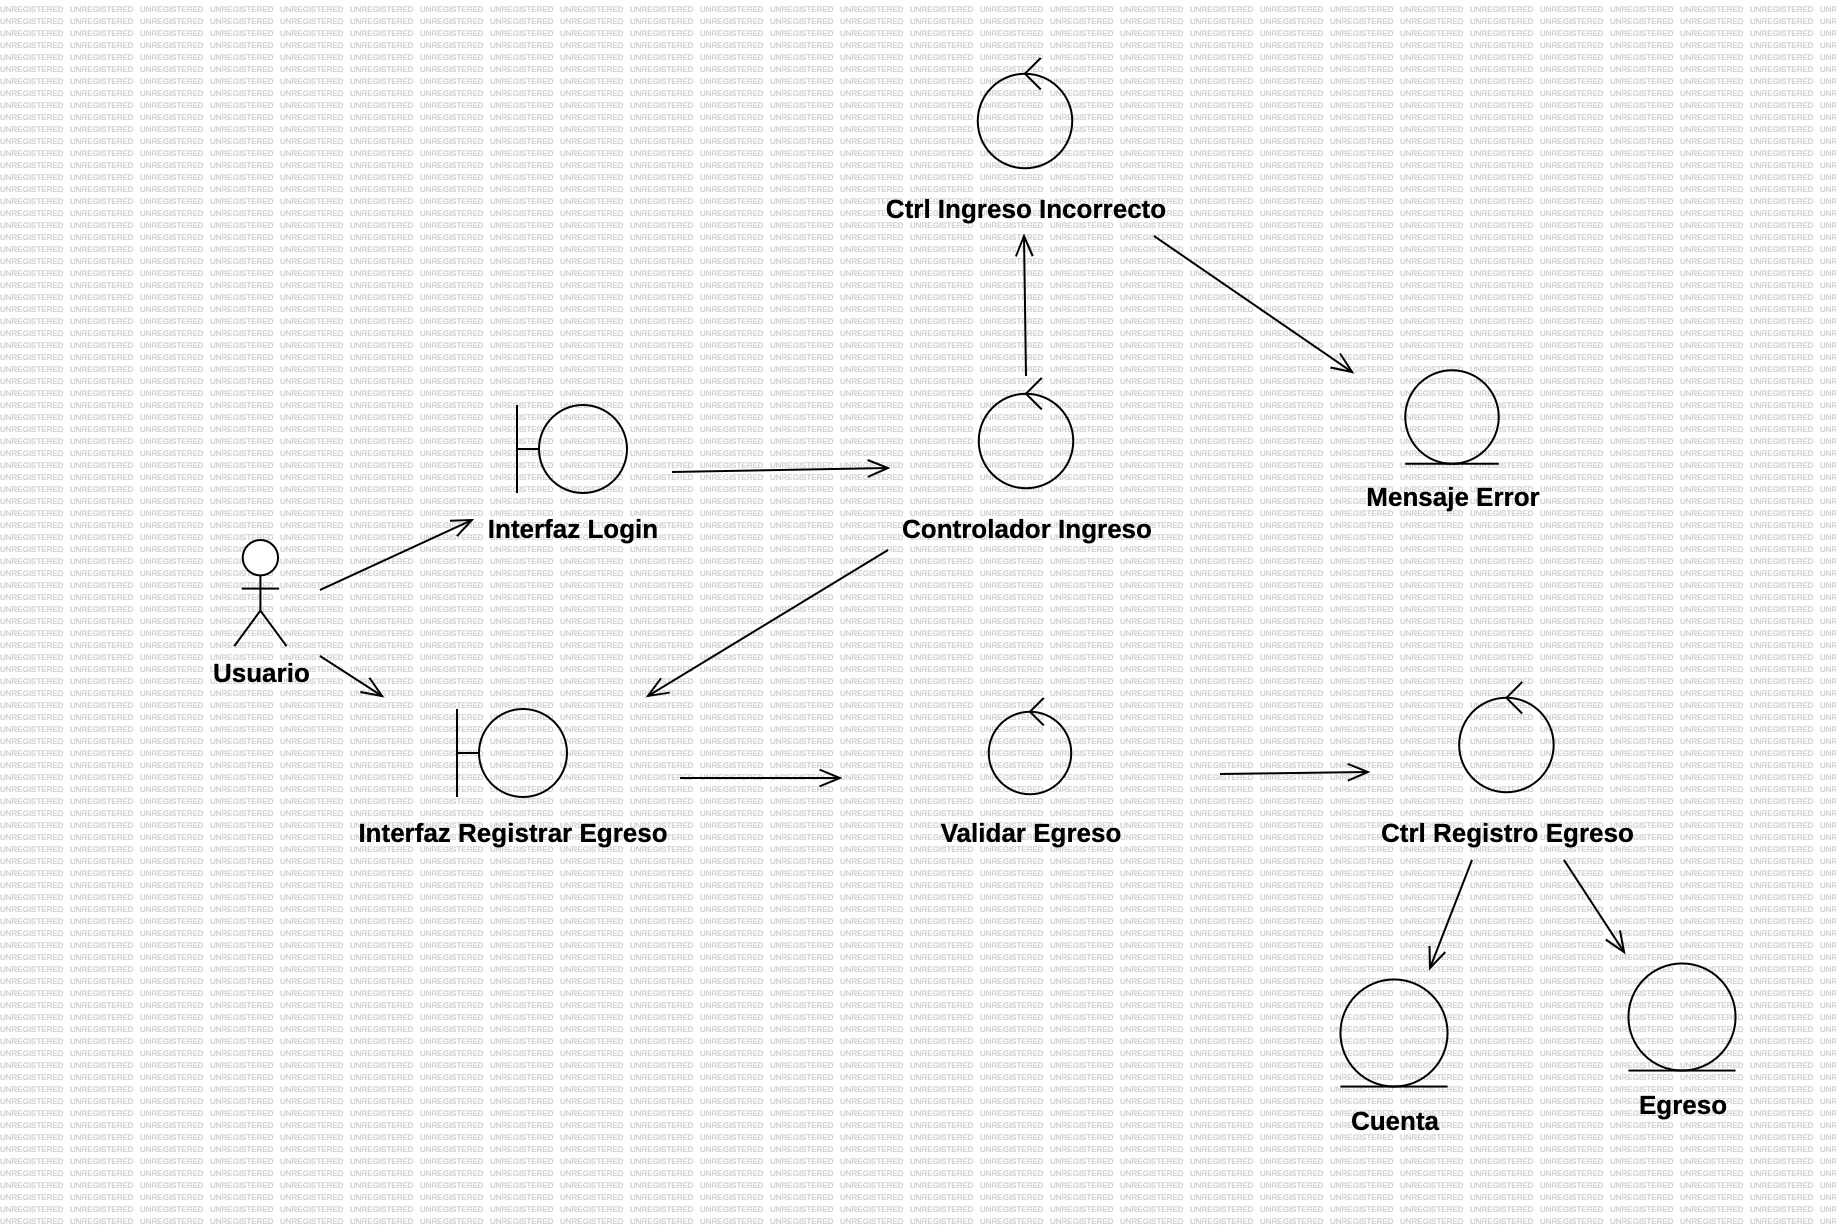 Ctrl Ingreso Incorrecto
Mensaje Error
Interfaz Login
Controlador Ingreso
Usuario
Interfaz Registrar Egreso
Validar Egreso
Ctrl Registro Egreso
Cuenta
Egreso
UNREGISTERED